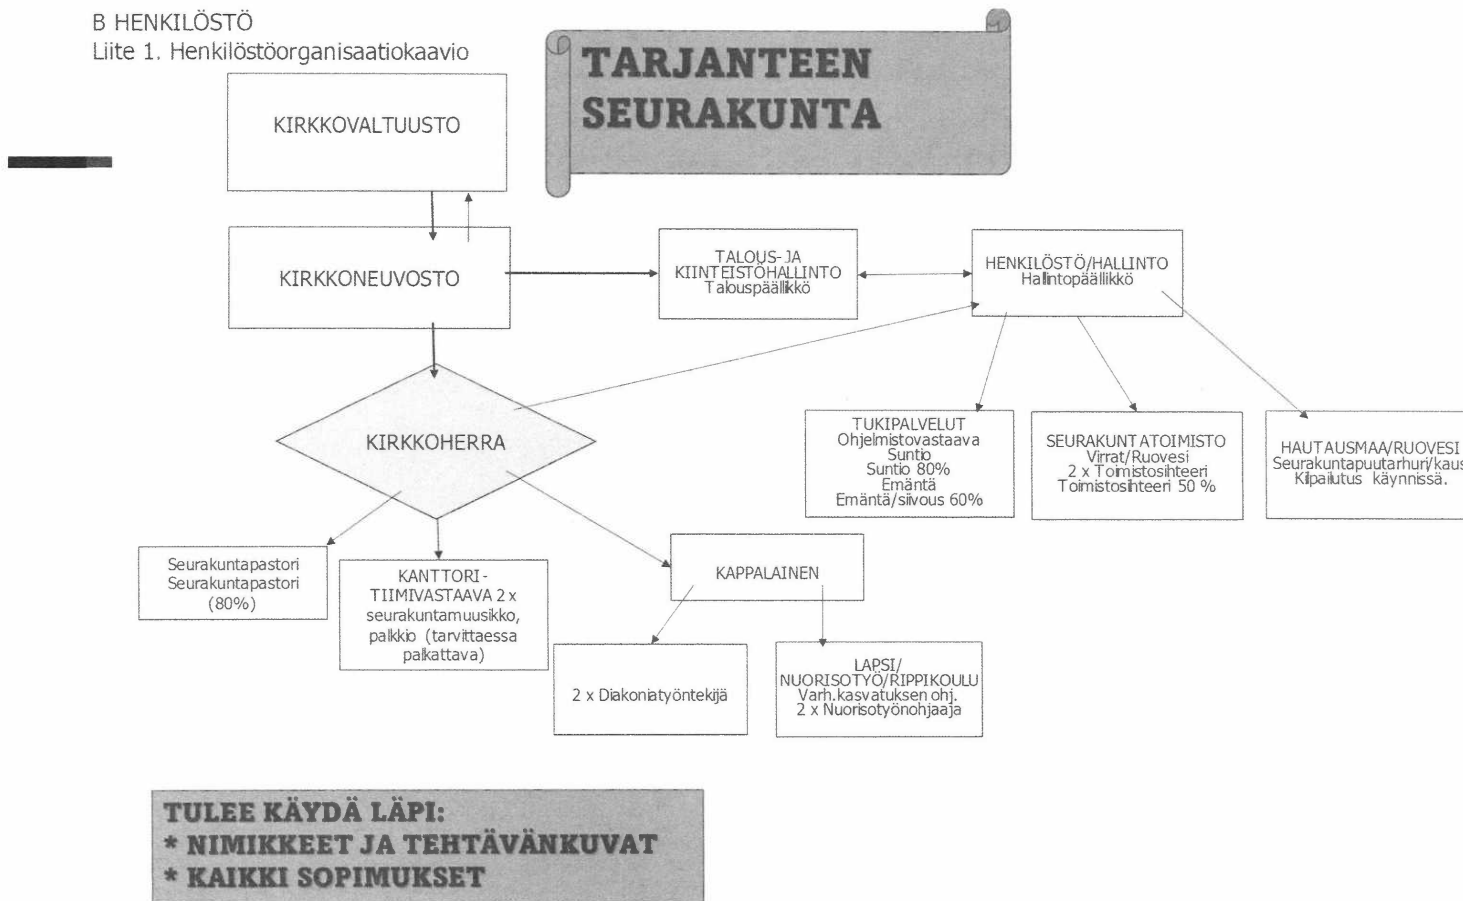 B HENKILÖSTÖ
Liite 1. Henkilöstöorganisaatiokaavio
TARJANTEEN
SEURAKUNTA
KIRKKOVALTUUSTO
KIRKKONEUVOSTO
TALOUS- JA
KIINTEISTÖHALLINTO
Talouspäällikkö
HENKILÖSTÖ/HALLINTO
Hallintopäällikkö
KIRKKOHERRA
TUKIPALVELUT
Ohjelmistovastaava
Suntio
Suntio 80%
Emäntä
Emäntä/siivous 60%
SEURAKUNTATOIMISTO
Virrat/Ruovesi
2 x Toimistosihteeri
Toimistosihteeri 50 %
HAUTAUSMAA/RUOVESI
Seurakuntapuutarhuri/kaus
Kilpailutus käynnissä.
Seurakuntapastori
Seurakuntapastori
(80%)
KANTTORI-
TIIMIVASTAAVA 2 x
seurakuntamuusikko,
palkkio (tarvittaessa
palkattava)
KAPPALAINEN
2 x Diakoniatyöntekijä
LAPSI/
NUORISOTYÖ/RIPPIKOULU
Varh.kasvatuksen ohj.
2 x Nuorisotyönohjaaja
TULEE KÄYDÄ LÄPI:
* NIMIKKEET JA TEHTÄVÄNKUVAT
* KAIKKI SOPIMUKSET